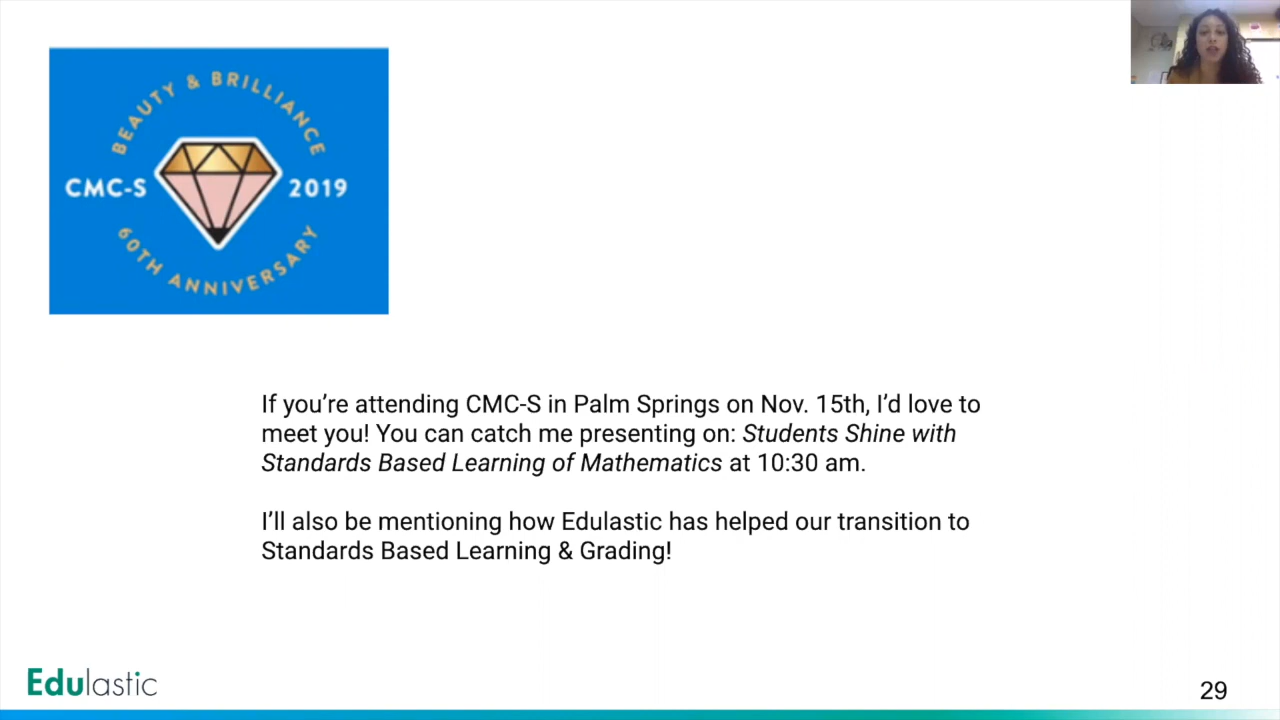 BEAUTY & BRILLIANCE
CMC-S 2019
60TH ANNIVERSARY
If you’re attending CMC-S in Palm Springs on Nov. 15th, I’d love to
meet you! You can catch me presenting on: Students Shine with
Standards Based Learning of Mathematics at 10:30 am.
I’ll also be mentioning how Edulastic has helped our transition to
Standards Based Learning & Grading!
Edulastic
29